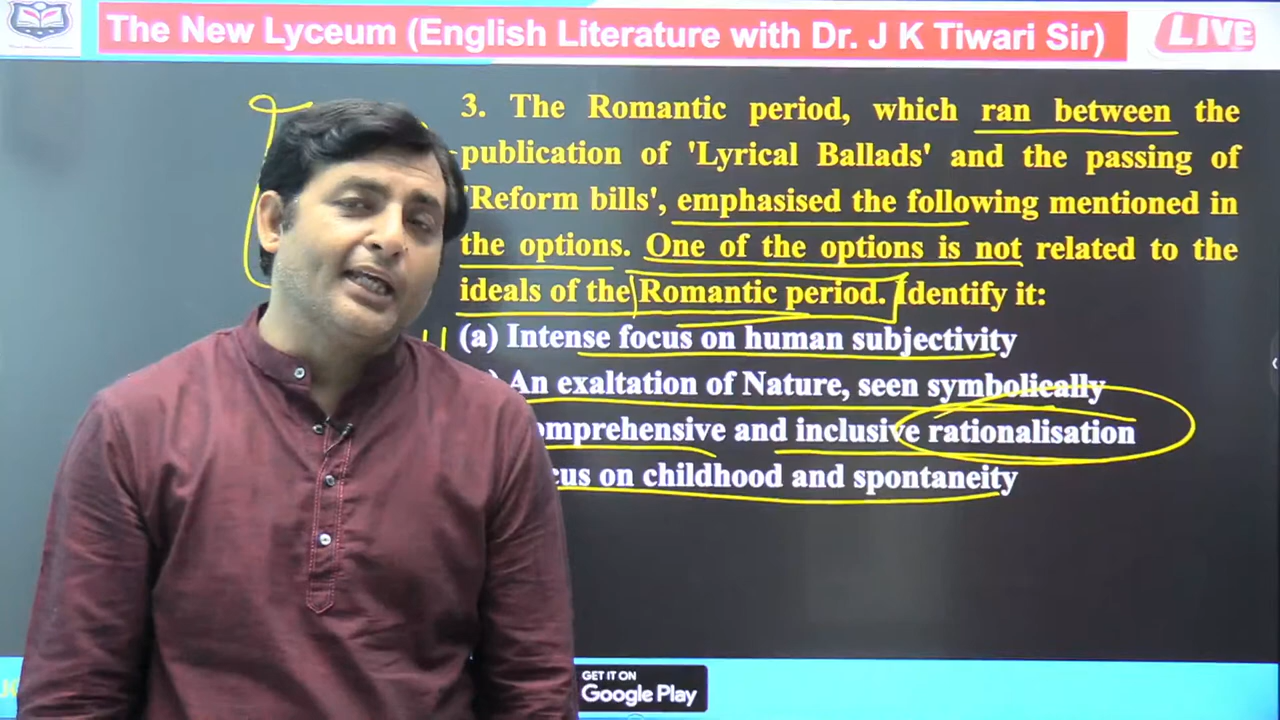 The New Lyceum (English Literature with Dr. J K Tiwari Sir)
LIVE
3. The Romantic period, which ran between the
publication of 'Lyrical Ballads' and the passing of
'Reform bills', emphasised the following mentioned in
the options. One of the options is not related to the
ideals of the Romantic period. Identify it:
(a) Intense focus on human subjectivity
An exaltation of Nature, seen symbolically
and inclusive rationalisation
on childhood and spontaneity
GET IT ON
Google Play